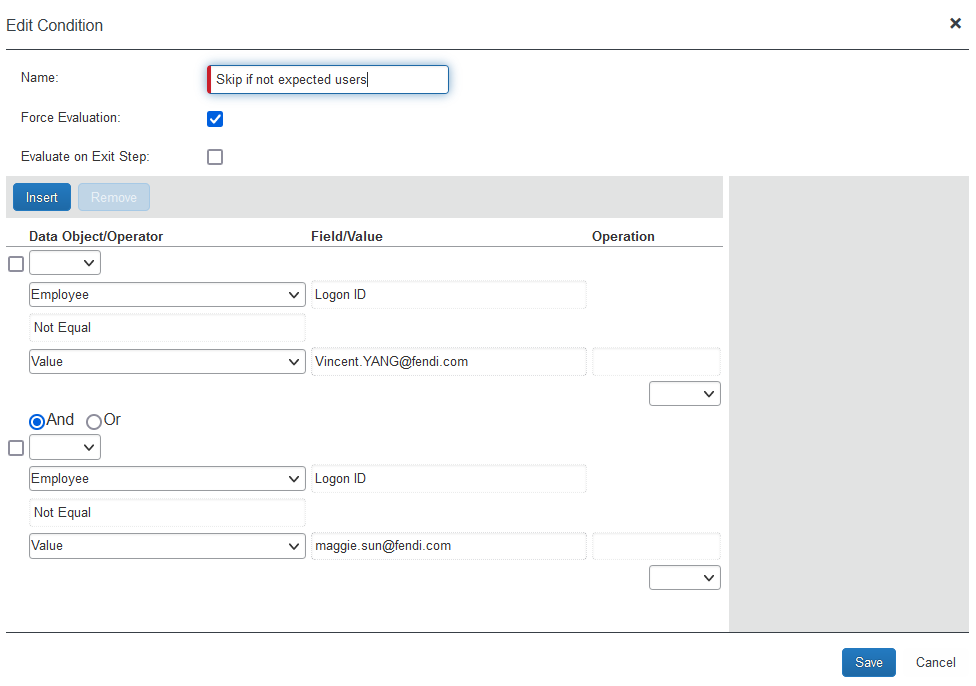 Edit Condition
Name:
Skip if not expected users
Force Evaluation:
Evaluate on Exit Step:
Insert Remove
Data Object/Operator Field/Value Operation
Employee Logon ID
Not Equal
Value Vincent.YANG@fendi.com
And Or
Employee Logon ID
Not Equal
Value maggie.sun@fendi.com
Save Cancel